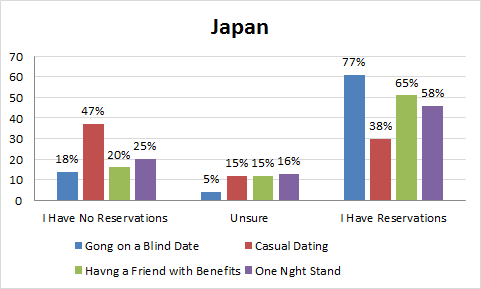 Japan
70
60
50
40
30
20
10
0
18%
47%
20%
25%
5%
15%
15%
16%
77%
38%
65%
58%
I Have No Reservations
Unsure
I Have Reservations
Gong on a Blind Date
Casual Dating
Havng a Friend with Benefits
One Nght Stand